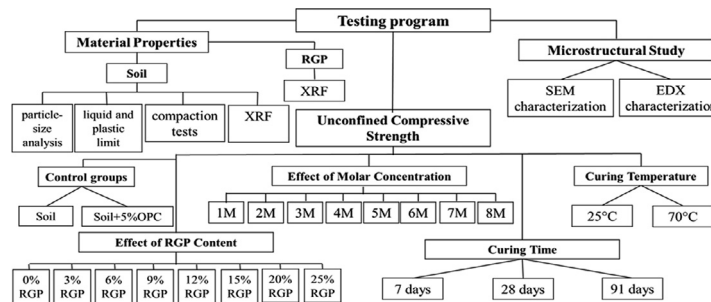 Testing program
Material Properties
Microstructural Study
RGP
Soil
XRF
SEM
characterization
EDX
characterization
particle-
size
analysis
liquid and
plastic
limit
compaction
tests
XRF
Unconfined Compressive
Strength
Control groups
Effect of Molar Concentration
Curing Temperature
Soil
Soil+5%OPC
1M
2M
3M
4M
5M
6M
7M
8M
25°C
70°C
Effect of RGP Content
Curing Time
0%
RGP
3%
RGP
6%
RGP
9%
RGP
12%
RGP
15%
RGP
20%
RGP
25%
RGP
7 days
28 days
91 days